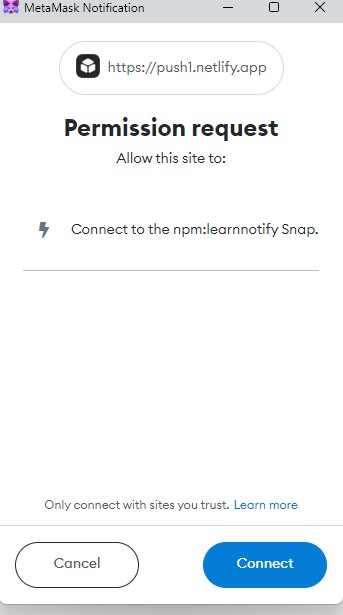 MetaMask Notification
https://push1.netlify.app
Permission request
Allow this site to:
Connect to the npm:learnnotify Snap.
Only connect with sites you trust. Learn more
Cancel
Connect